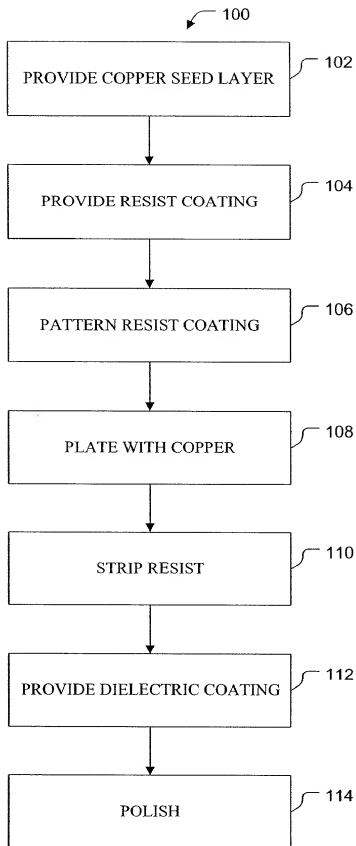 100
PROVIDE COPPER SEED LAYER
102
PROVIDE RESIST COATING
104
PATTERN RESIST COATING
106
PLATE WITH COPPER
108
STRIP RESIST
110
PROVIDE DIELECTRIC COATING
112
POLISH
114